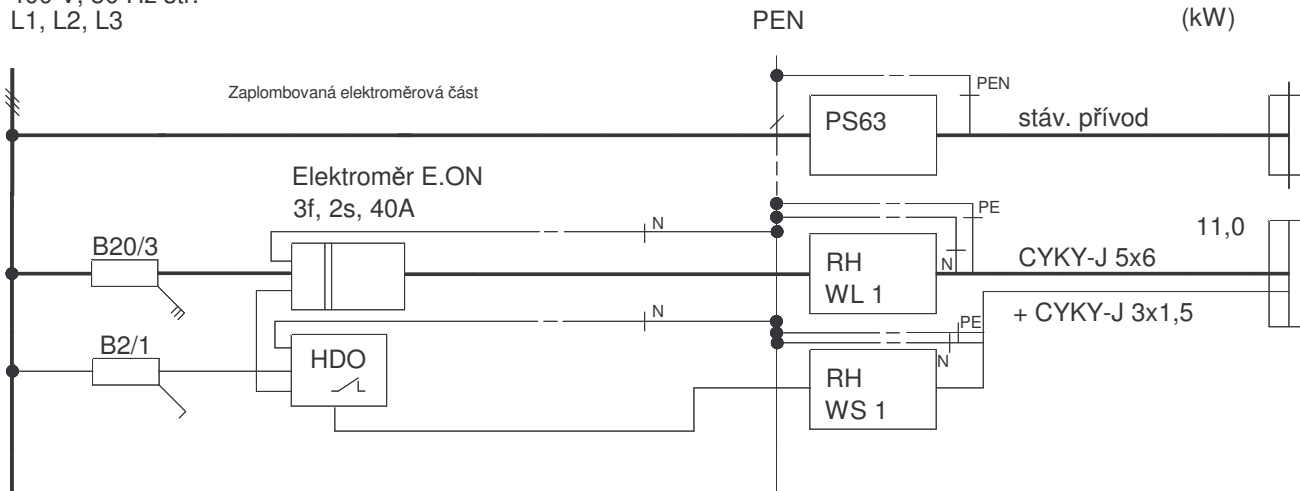 L1, L2, L3
PEN
(kW)
Zaplombovaná elektroměrová část
PEN
PS63
stáv. přívod
Elektroměr E.ON
3f, 2s, 40A
N
PE
11,0
B20/3
RH
WL 1
N
CYKY-J 5x6
+ CYKY-J 3x1,5
N
PE
B2/1
HDO
N
RH
WS 1